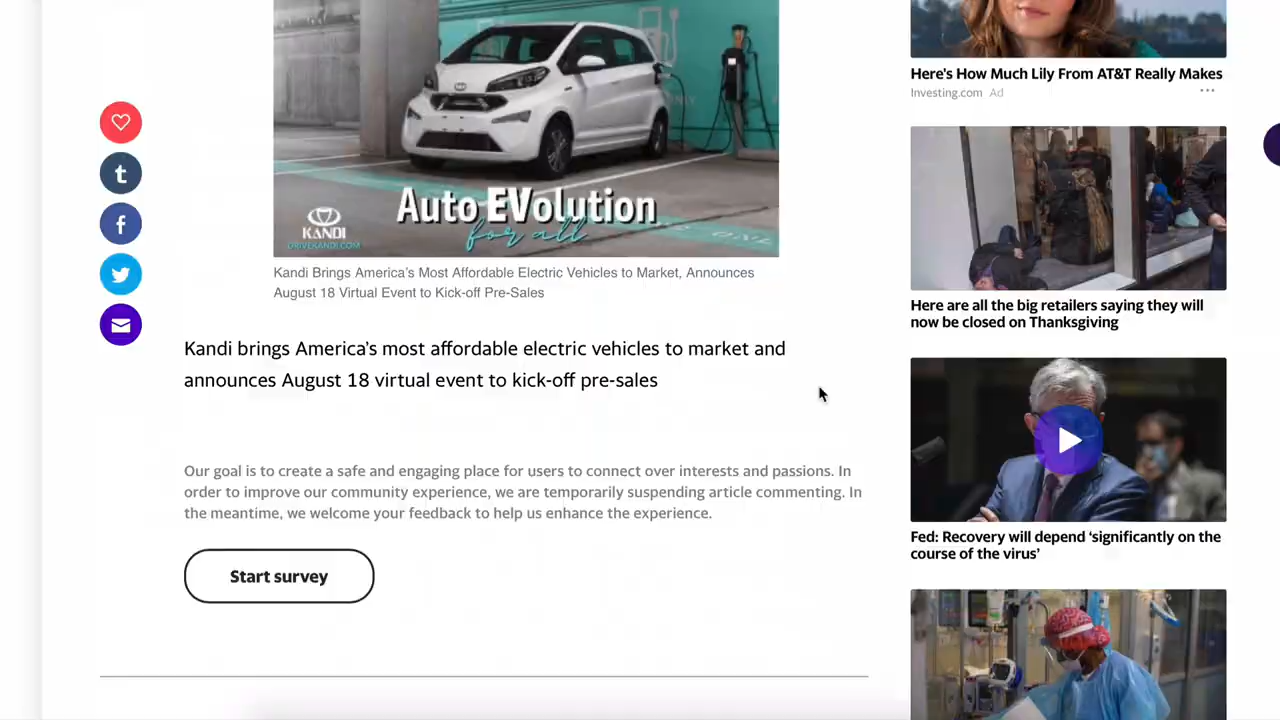 Auto EVolution
for all
KANDI
DRIVEKANDI.COM
Kandi Brings America's Most Affordable Electric Vehicles to Market, Announces
August 18 Virtual Event to Kick-off Pre-Sales
Kandi brings America's most affordable electric vehicles to market and
announces August 18 virtual event to kick-off pre-sales
Our goal is to create a safe and engaging place for users to connect over interests and passions. In
order to improve our community experience, we are temporarily suspending article commenting. In
the meantime, we welcome your feedback to help us enhance the experience.
Start survey
Here's How Much Lily From AT&T Really Makes
Investing.com Ad
Here are all the big retailers saying they will
now be closed on Thanksgiving
Fed: Recovery will depend ‘significantly on the
course of the virus’